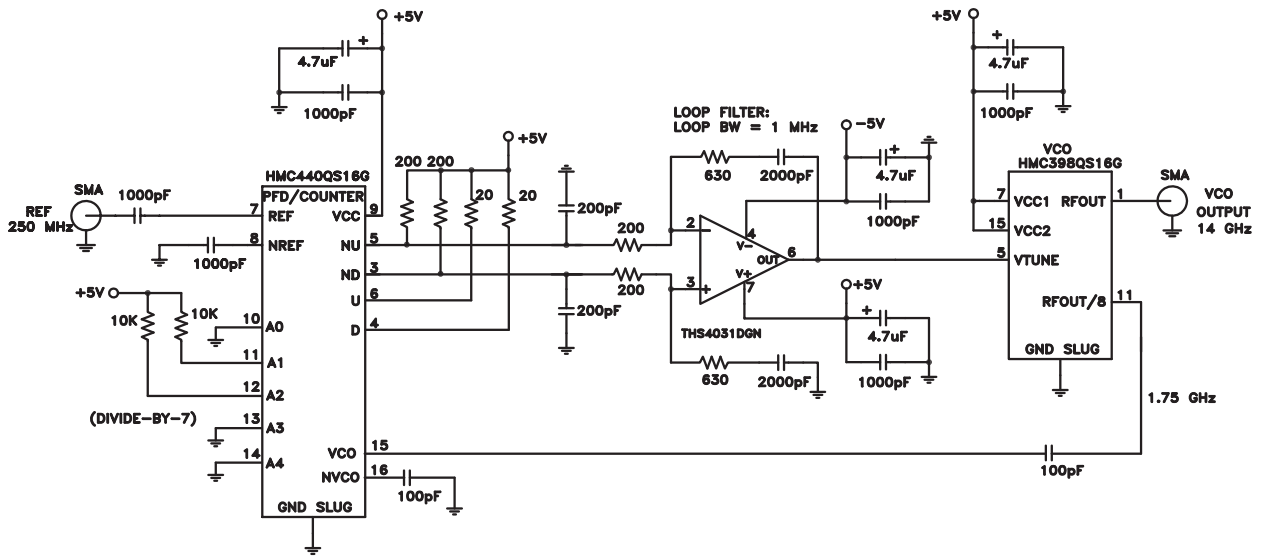 +5V
+
4.7uF
1000pF
HMC440QS16G
PFD/COUNTER
SMA
1000pF
REF
250 MHz
7
REF
8
NREF
1000pF
+5V
10K
10K
10
A0
11
A1
12
A2
(DIVIDE-BY-7)
13
A3
14
A4
VCC
9
NU
5
ND
3
U
6
D
4
VCO
15
NVCO
16
100pF
GND SLUG
200 200
20
20
+5V
200pF
200
200
200pF
LOOP FILTER:
LOOP BW = 1 MHz
630
2000pF
2
−
3
+
4
V−
OUT
6
V+
7
THS4031DGN
630
2000pF
−5V
+
4.7uF
1000pF
+5V
+
4.7uF
1000pF
+5V
+
4.7uF
1000pF
VCO
HMC398QS16G
7
VCC1
15
VCC2
5
VTUNE
RFOUT
1
RFOUT/8
11
GND SLUG
SMA
VCO
OUTPUT
14 GHz
1.75 GHz
100pF